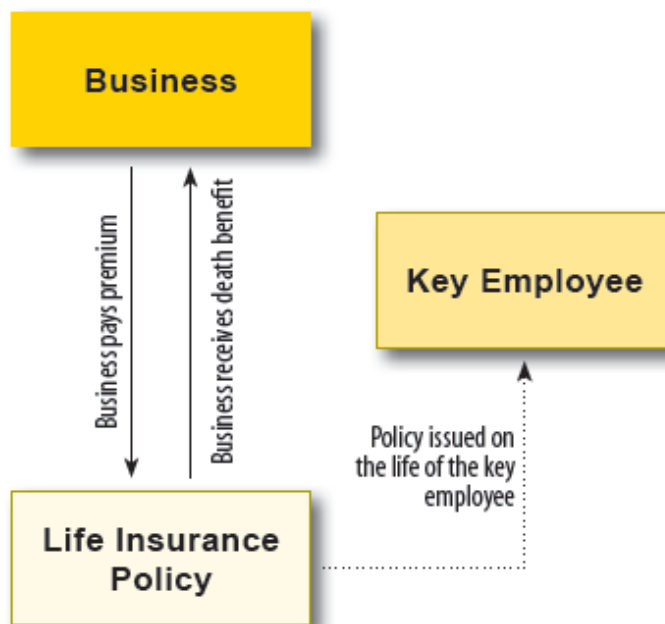 Business
Business pays premium
Business receives death benefit
Key Employee
Policy issued on
the life of the key
employee
Life Insurance
Policy